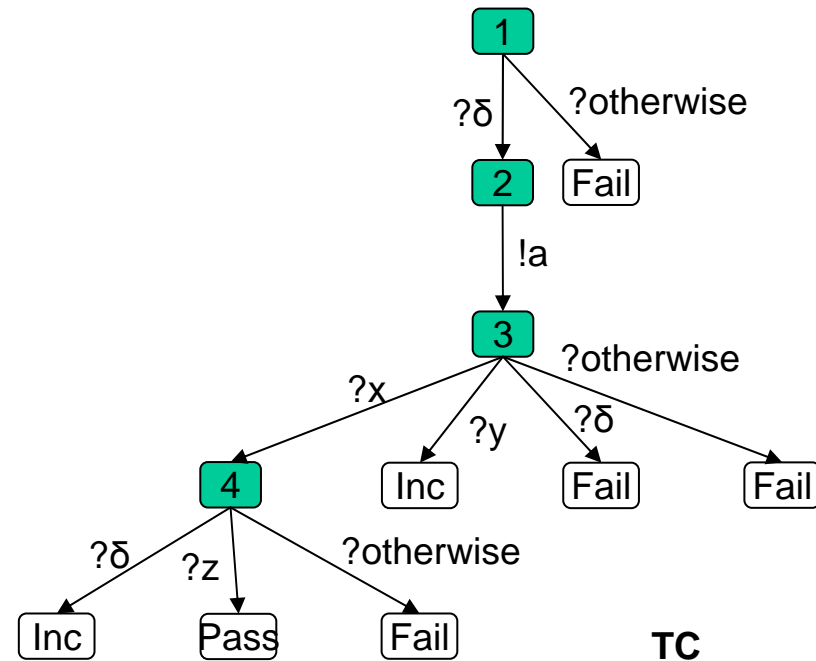 1
?δ
?otherwise
2
Fail
!a
3
?x
?y
?δ
?otherwise
4
Inc
Fail
Fail
?δ
?z
?otherwise
Inc
Pass
Fail
TC